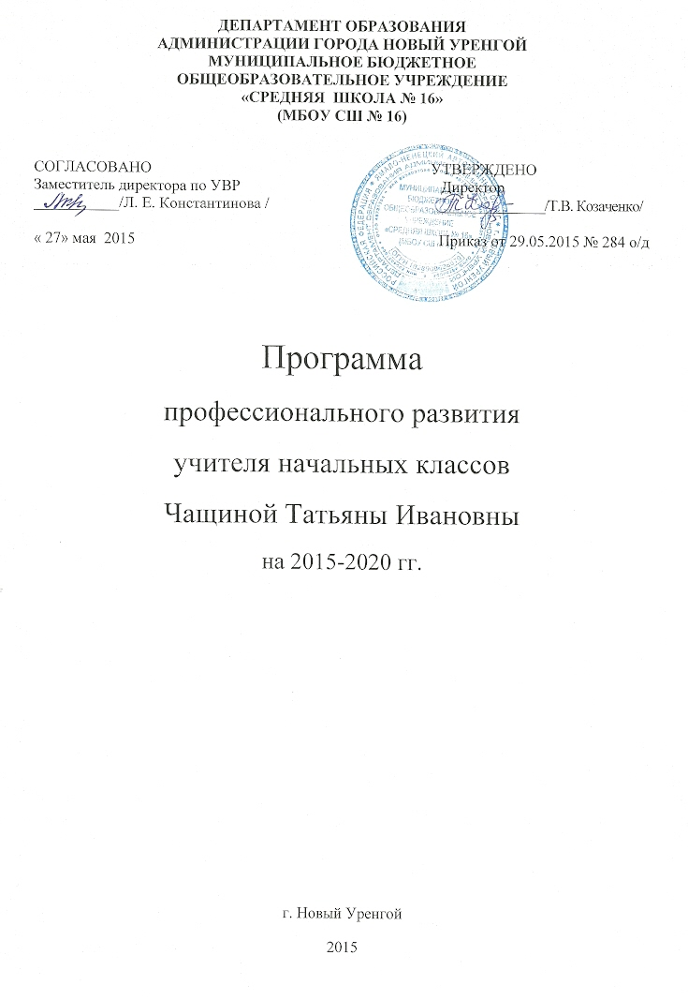 ДЕПАРТАМЕНТ ОБРАЗОВАНИЯ
АДМИНИСТРАЦИИ ГОРОДА НОВЫЙ УРЕНГОЙ
МУНИЦИПАЛЬНОЕ БЮДЖЕТНОЕ
ОБЩЕОБРАЗОВАТЕЛЬНОЕ УЧРЕЖДЕНИЕ
«СРЕДНЯЯ ШКОЛА № 16»
(МБОУ СШ № 16)
СОГЛАСОВАНО
Заместитель директора по УВР
/Л. Е. Константинова /
« 27» мая 2015
УТВЕРЖДЕНО
Директор
/Т.В. Козаченко/
Приказ от 29.05.2015 № 284 о/д
Программа
профессионального развития
учителя начальных классов
Чащиной Татьяны Ивановны
на 2015-2020 гг.
г. Новый Уренгой
2015